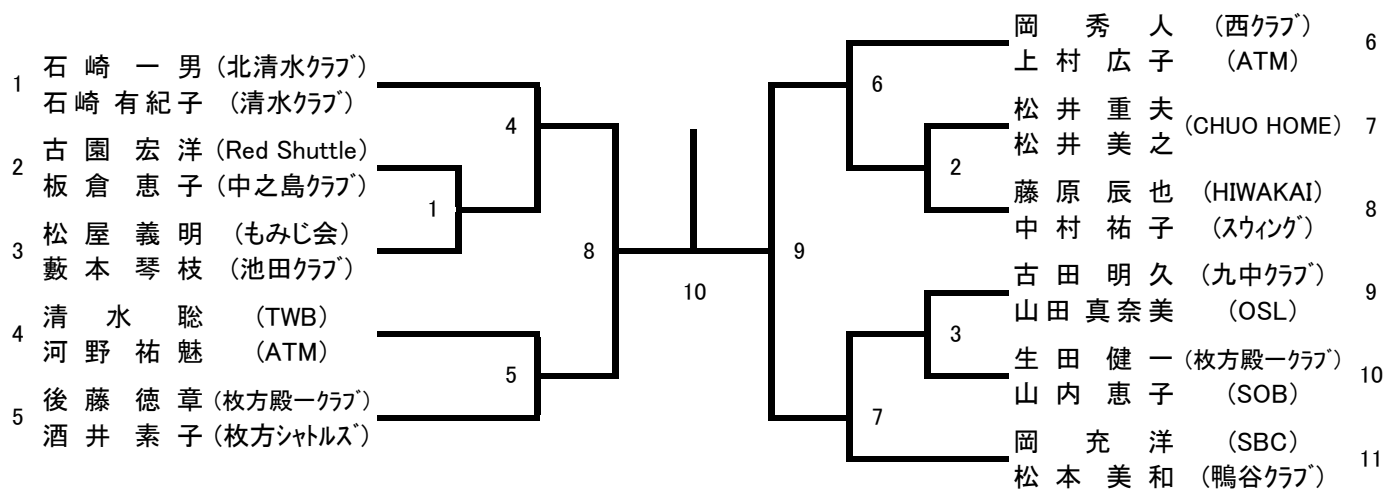 1
石崎一男 (北清水ｸﾗﾌﾞ)
石崎有紀子 (清水ｸﾗﾌﾞ)
2
古園宏洋 (Red Shuttle)
板倉恵子 (中之島ｸﾗﾌﾞ)
3
松屋義明 (もみじ会)
藪本琴枝 (池田ｸﾗﾌﾞ)
4
清水聡 (TWB)
河野祐魅 (ATM)
5
後藤徳章 (枚方殿一ｸﾗﾌﾞ)
酒井素子 (枚方ｼｬﾄﾙｽﾞ)
4
1
8
5
10
9
6
2
3
7
岡秀人 (西ｸﾗﾌﾞ)
上村広子 (ATM)
6
松井重夫
松井美之
(CHUO HOME)
7
藤原辰也 (HIWAKAI)
中村祐子 (ｽｳｨﾝｸﾞ)
8
古田明久 (九中ｸﾗﾌﾞ)
山田真奈美 (OSL)
9
生田健一 (枚方殿一ｸﾗﾌﾞ)
山内恵子 (SOB)
10
岡充洋 (SBC)
松本美和 (鴨谷ｸﾗﾌﾞ)
11